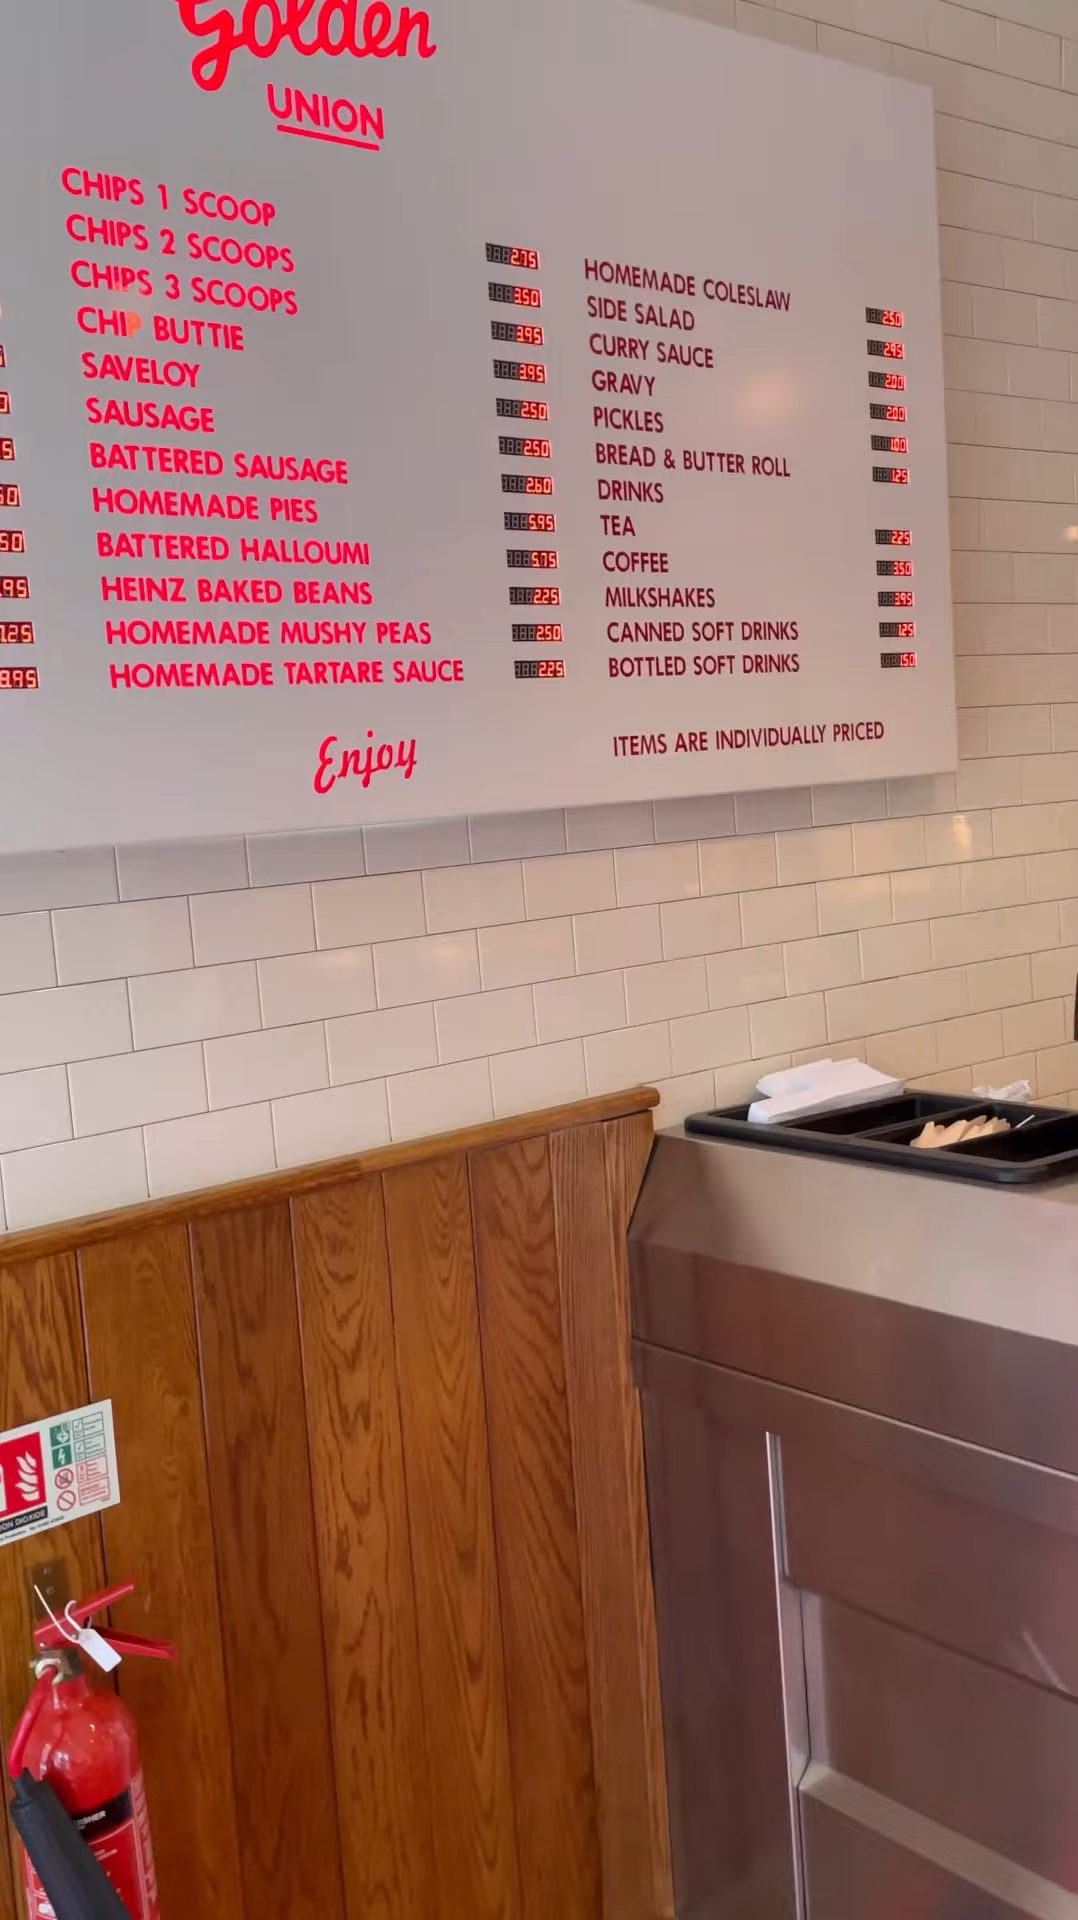 Golden
UNION
CHIPS 1 SCOOP 2.75
CHIPS 2 SCOOPS 3.50
CHIPS 3 SCOOPS 3.95
CHIP BUTTIE 3.95
SAVELOY 2.50
SAUSAGE 2.50
BATTERED SAUSAGE 2.60
HOMEMADE PIES 5.95
BATTERED HALLOUMI 5.75
HEINZ BAKED BEANS 2.25
HOMEMADE MUSHY PEAS 2.50
HOMEMADE TARTARE SAUCE 2.25
Enjoy
HOMEMADE COLESLAW 2.50
SIDE SALAD 2.95
CURRY SAUCE 2.00
GRAVY 2.00
PICKLES 1.00
BREAD & BUTTER ROLL 1.25
DRINKS
TEA 2.25
COFFEE 3.50
MILKSHAKES 3.95
CANNED SOFT DRINKS 1.25
BOTTLED SOFT DRINKS 1.50
ITEMS ARE INDIVIDUALLY PRICED
DIOXIDE